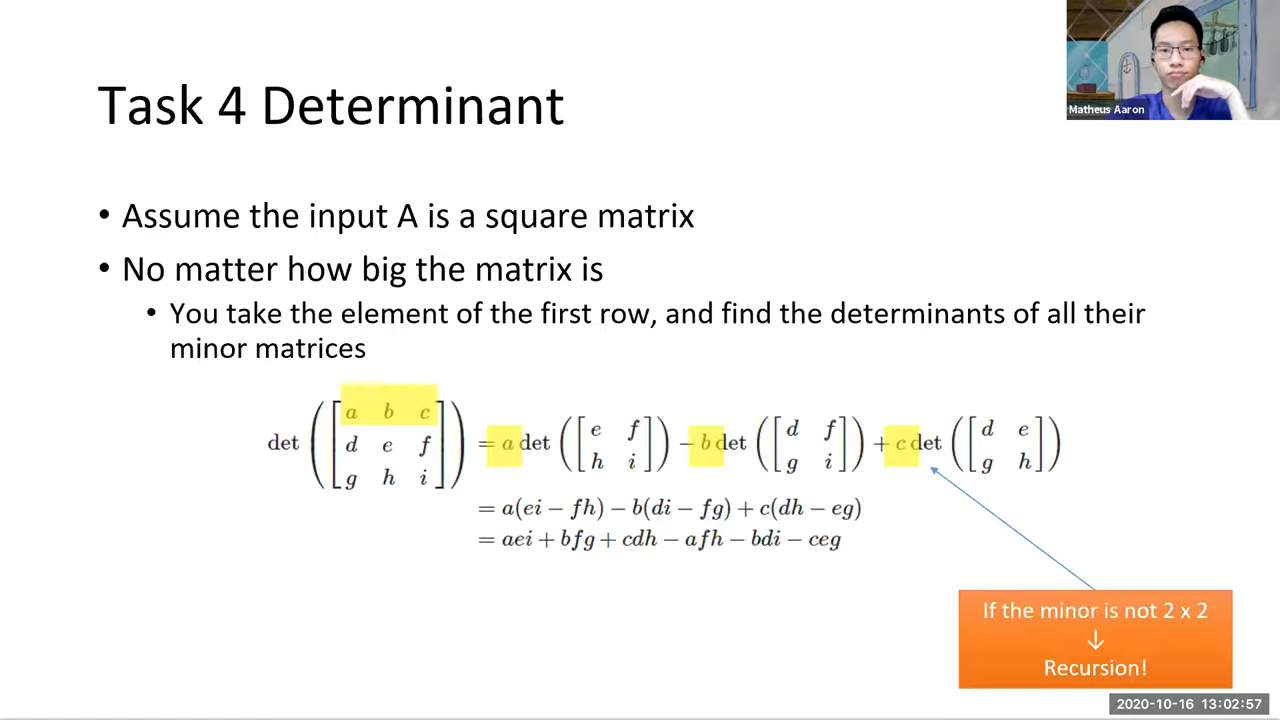 Matheus Aaron
Task 4 Determinant
• Assume the input A is a square matrix
• No matter how big the matrix is
• You take the element of the first row, and find the determinants of all their
minor matrices
det ([a b c; d e f; g h i]) = a det ([e f; h i]) − b det ([d f; g i]) + c det ([d e; g h])
= a(ei − fh) − b(di − fg) + c(dh − eg)
= aei + bfg + cdh − afh − bdi − ceg
If the minor is not 2 x 2
↓
Recursion!
2020-10-16 13:02:57